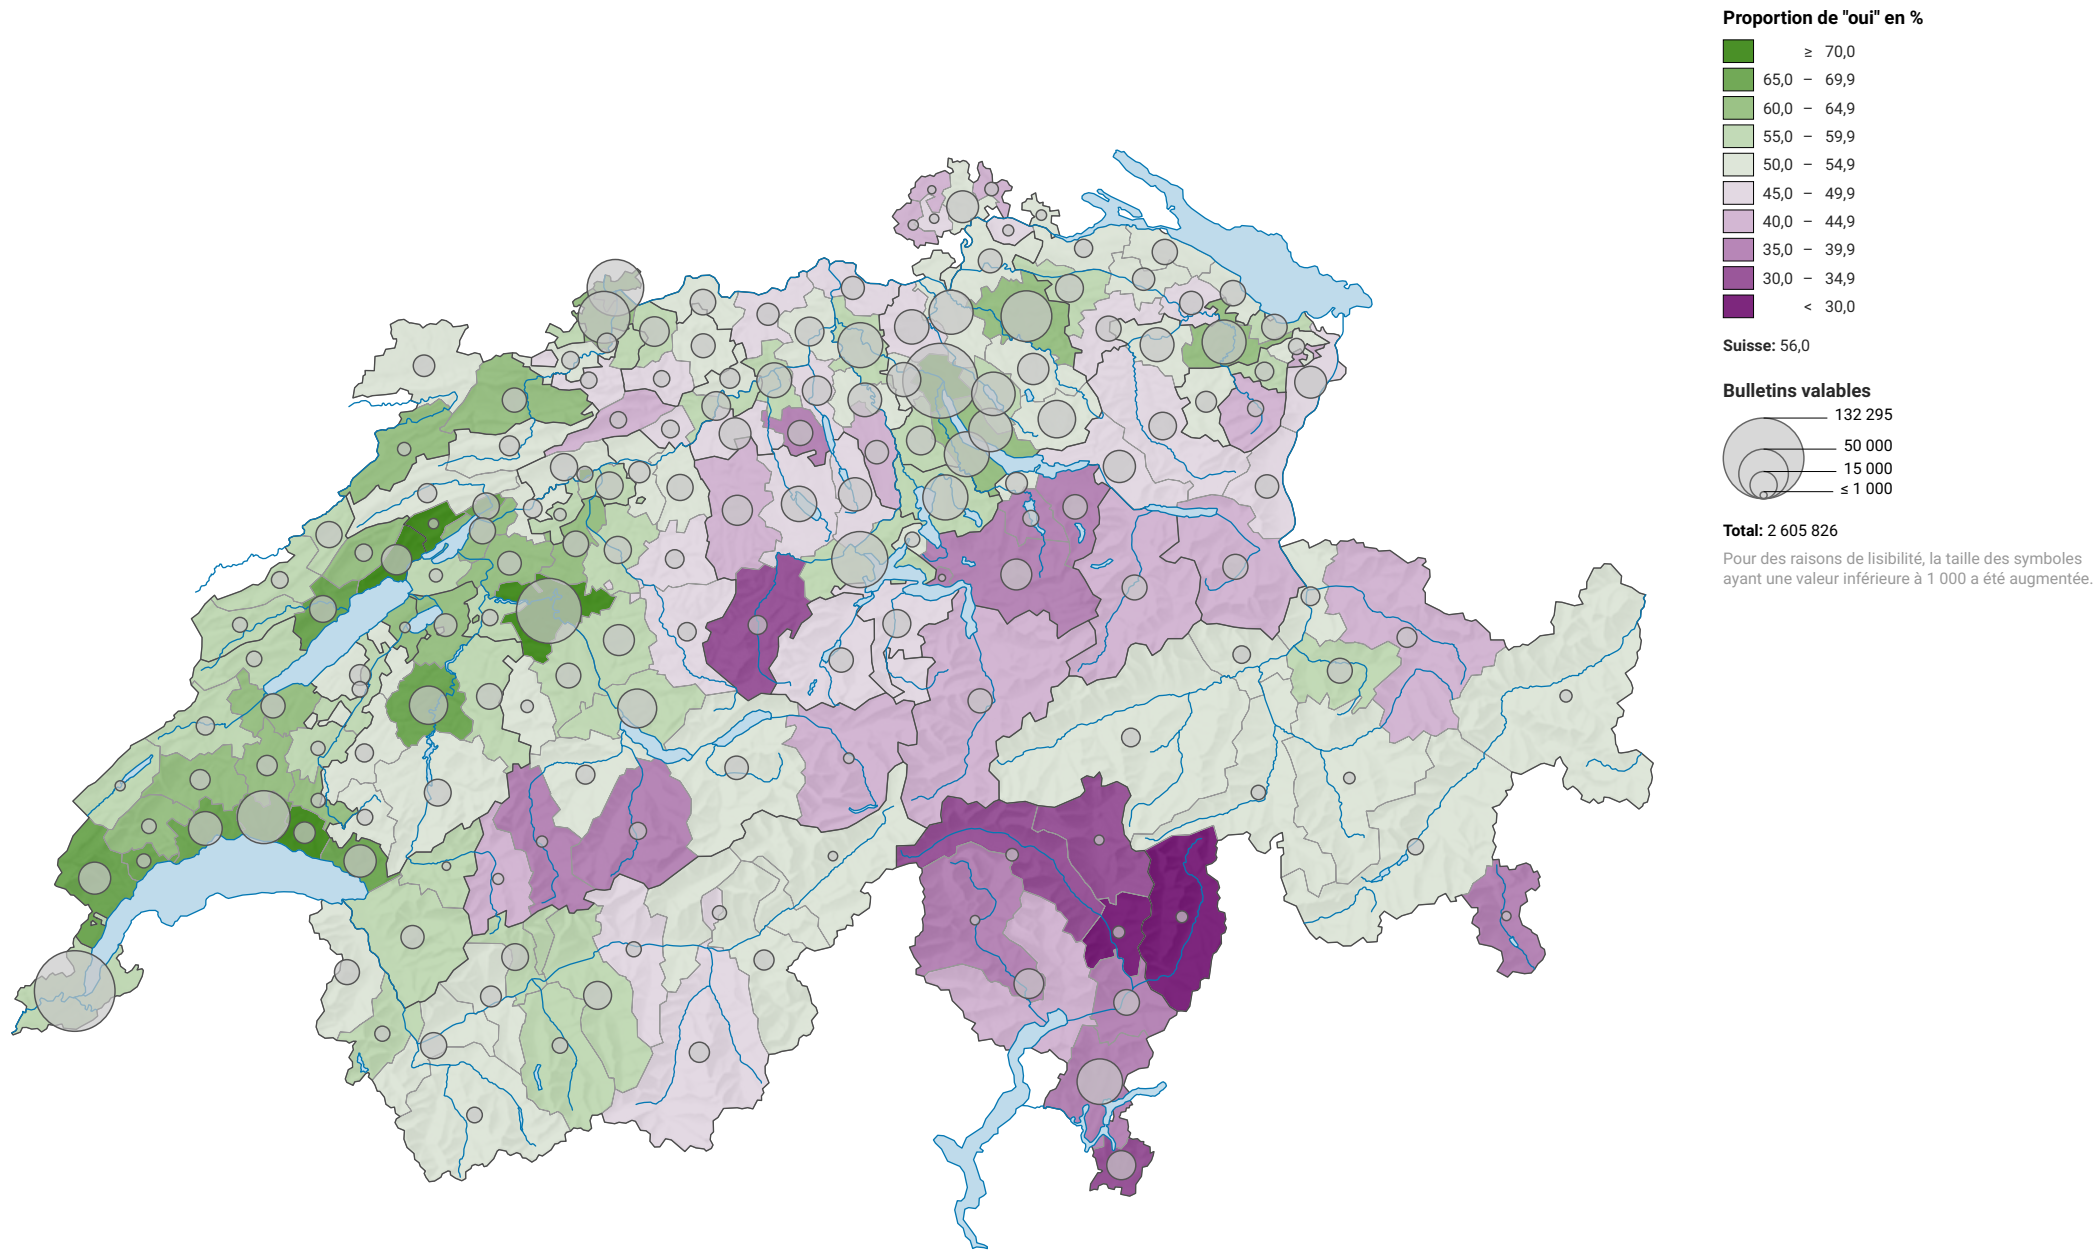 Proportion de "oui" en %
≥ 70,0
65,0 – 69,9
60,0 – 64,9
55,0 – 59,9
50,0 – 54,9
45,0 – 49,9
40,0 – 44,9
35,0 – 39,9
30,0 – 34,9
< 30,0
Suisse: 56,0
Bulletins valables
132 295
50 000
15 000
≤ 1 000
Total: 2 605 826
Pour des raisons de lisibilité, la taille des symboles
ayant une valeur inférieure à 1 000 a été augmentée.